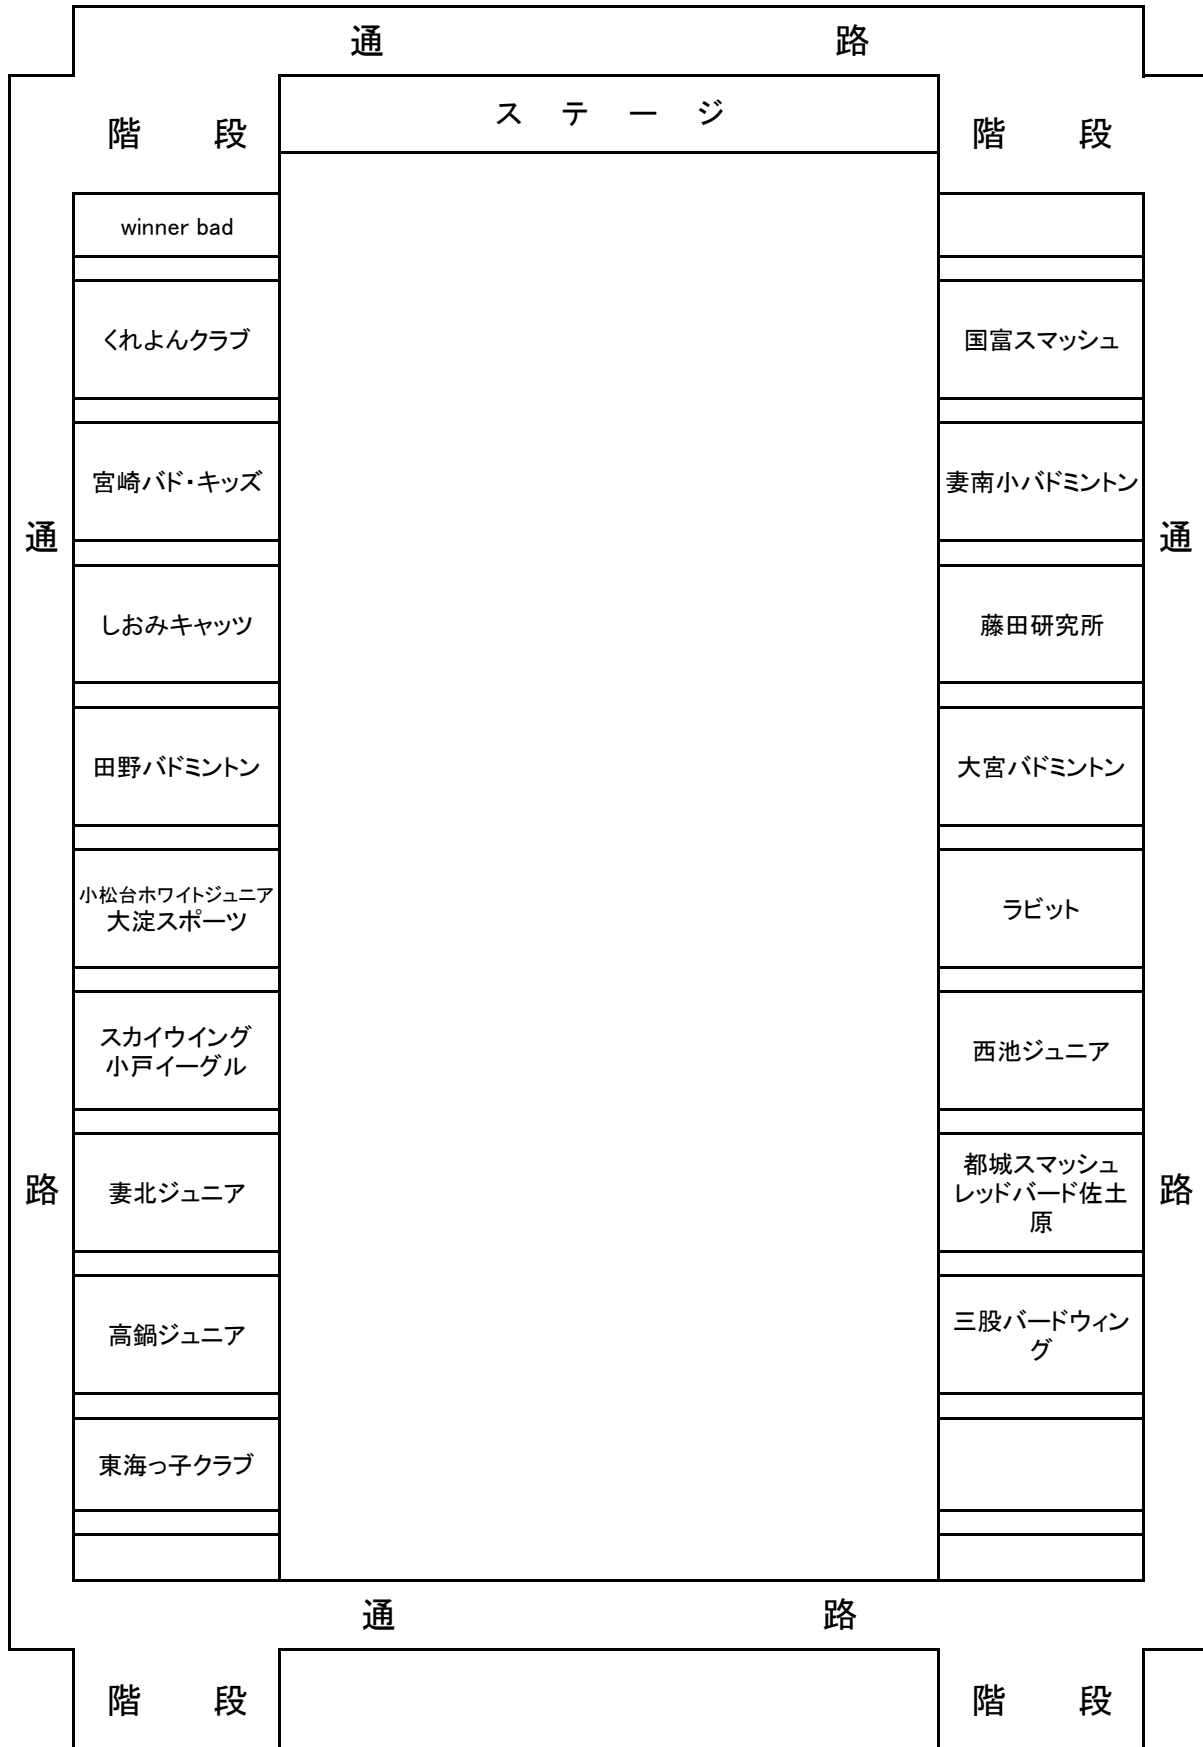 通　路
ステージ
階　段
階　段
winner bad
くれよんクラブ
国富スマッシュ
宮崎バド・キッズ
妻南小バドミントン
通
通
しおみキャッツ
藤田研究所
田野バドミントン
大宮バドミントン
小松台ホワイトジュニア
大淀スポーツ
ラビット
スカイウイング
小戸イーグル
西池ジュニア
路
妻北ジュニア
都城スマッシュ
レッドバード佐土
原
路
高鍋ジュニア
三股バードウィン
グ
東海っ子クラブ
通　路
階　段
階　段